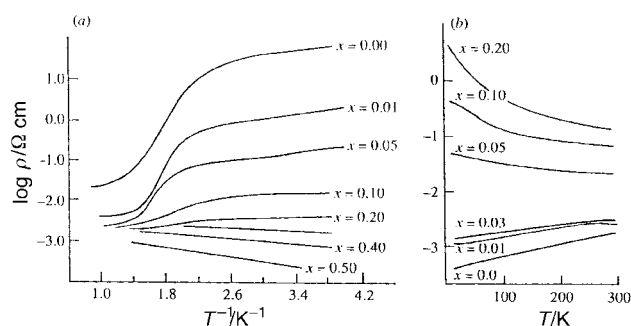 (a)
x = 0.00
x = 0.01
x = 0.05
x = 0.10
x = 0.20
x = 0.40
x = 0.50
1.0
0.0
−1.0
−2.0
−3.0
log ρ/Ω cm
1.0 1.8 2.6 3.4 4.2
T⁻¹/K⁻¹
(b)
x = 0.20
x = 0.10
x = 0.05
x = 0.03
x = 0.01
x = 0.0
0
−1
−2
−3
100 200 300
T/K